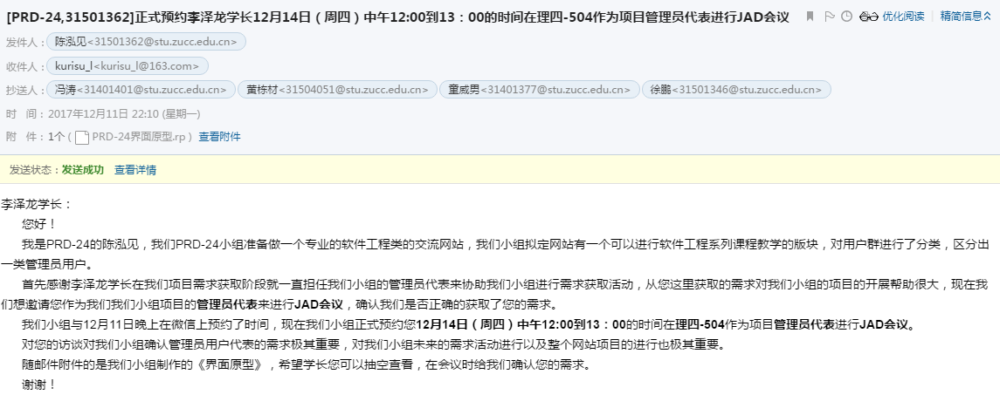 [PRD-24,31501362]正式预约李泽龙学长12月14日（周四）中午12:00到13：00的时间在理四-504作为项目管理员代表进行JAD会议 优化阅读 | 精简信息
发件人：陈泓见<31501362@stu.zucc.edu.cn>
收件人：kurisu_l<kurisu_l@163.com>
抄送人：冯涛<31401401@stu.zucc.edu.cn> 黄栋材<31504051@stu.zucc.edu.cn> 童威男<31401377@stu.zucc.edu.cn> 徐鹏<31501346@stu.zucc.edu.cn>
时 间：2017年12月11日 22:10 (星期一)
附 件：1个 ( PRD-24界面原型.rp ) 查看附件
发送状态：发送成功 查看详情
李泽龙学长：
您好！
我是PRD-24的陈泓见，我们PRD-24小组准备做一个专业的软件工程类的交流网站，我们小组拟定网站有一个可以进行软件工程系列课程教学的版块，对用户群进行了分类，区分出
一类管理员用户。
首先感谢李泽龙学长在我们项目需求获取阶段就一直担任我们小组的管理员代表来协助我们小组进行需求获取活动，从您这里获取的需求对我们小组的项目的开展帮助很大，现在我
们想邀请您作为我们我们小组项目的管理员代表来进行JAD会议，确认我们是否正确的获取了您的需求。
我们小组与12月11日晚上在微信上预约了时间，现在我们小组正式预约您12月14日（周四）中午12:00到13：00的时间在理四-504作为项目管理员代表进行JAD会议。
对您的访谈对我们小组确认管理员用户代表的需求极其重要，对我们小组未来的需求活动进行以及整个网站项目的进行也极其重要。
随邮件附件的是我们小组制作的《界面原型》，希望学长您可以抽空查看，在会议时给我们确认您的需求。
谢谢！